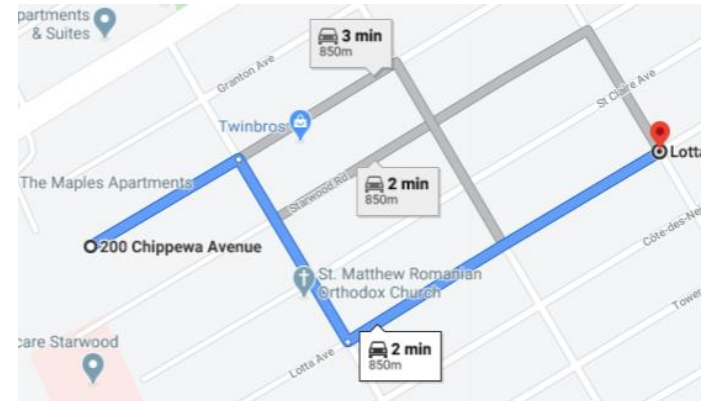 partments
& Suites
3 min
850m
Granton Ave
St Claire Ave
Twinbros
Lotta
The Maples Apartments
2 min
850m
Starwood Rd
200 Chippewa Avenue
Côte-des-Ne
St. Matthew Romanian
Orthodox Church
Tower
care Starwood
2 min
850m
Lotta Ave